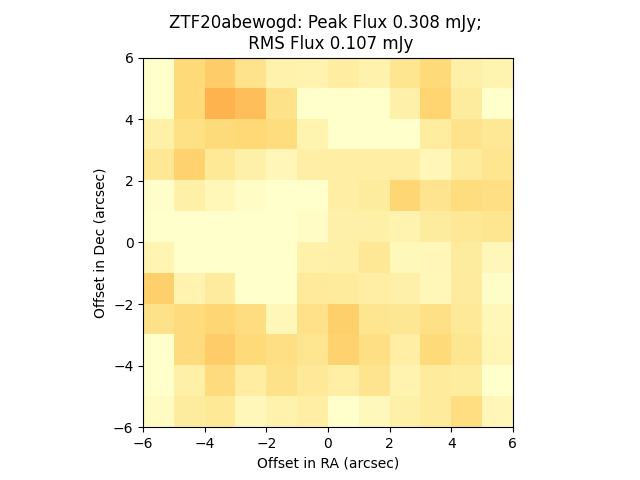 ZTF20abewogd: Peak Flux 0.308 mJy;
RMS Flux 0.107 mJy
6
4
2
0
−2
−4
−6
Offset in Dec (arcsec)
−6 −4 −2 0 2 4 6
Offset in RA (arcsec)